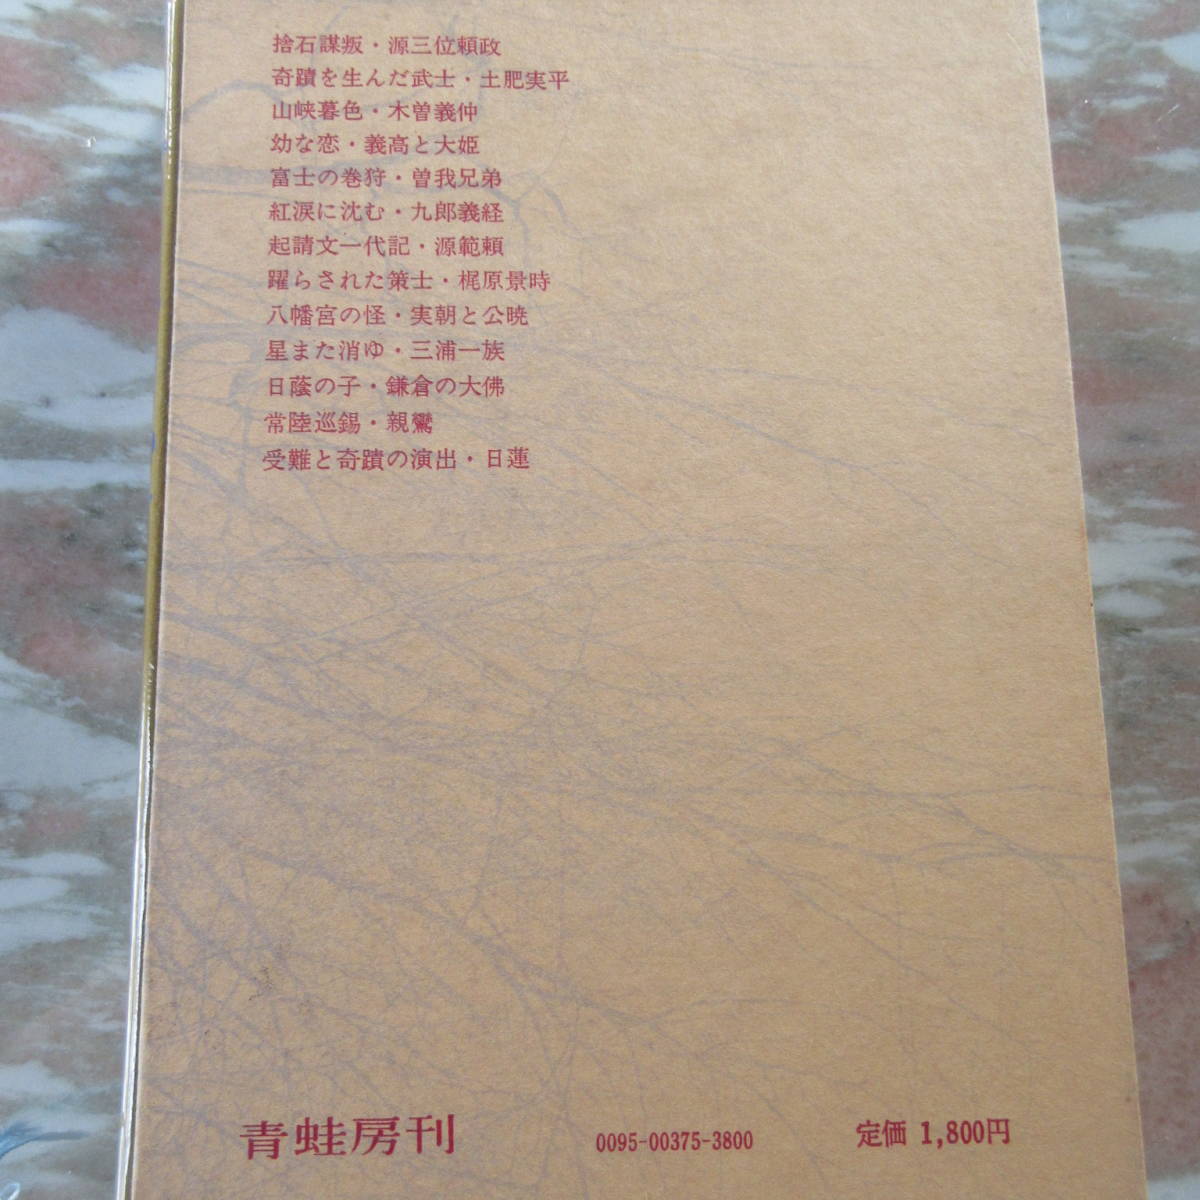 捨石謀叛・源三位頼政
奇蹟を生んだ武士・土肥実平
山峡暮色・木曽義仲
幼な恋・義高と大姫
富士の巻狩・曽我兄弟
紅涙に沈む・九郎義経
起請文一代記・源範頼
躍らされた策士・梶原景時
八幡宮の怪・実朝と公暁
星また消ゆ・三浦一族
日蔭の子・鎌倉の大佛
常陸巡錫・親鸞
受難と奇蹟の演出・日蓮
青蛙房刊
0095-00375-3800
定価 1,800円